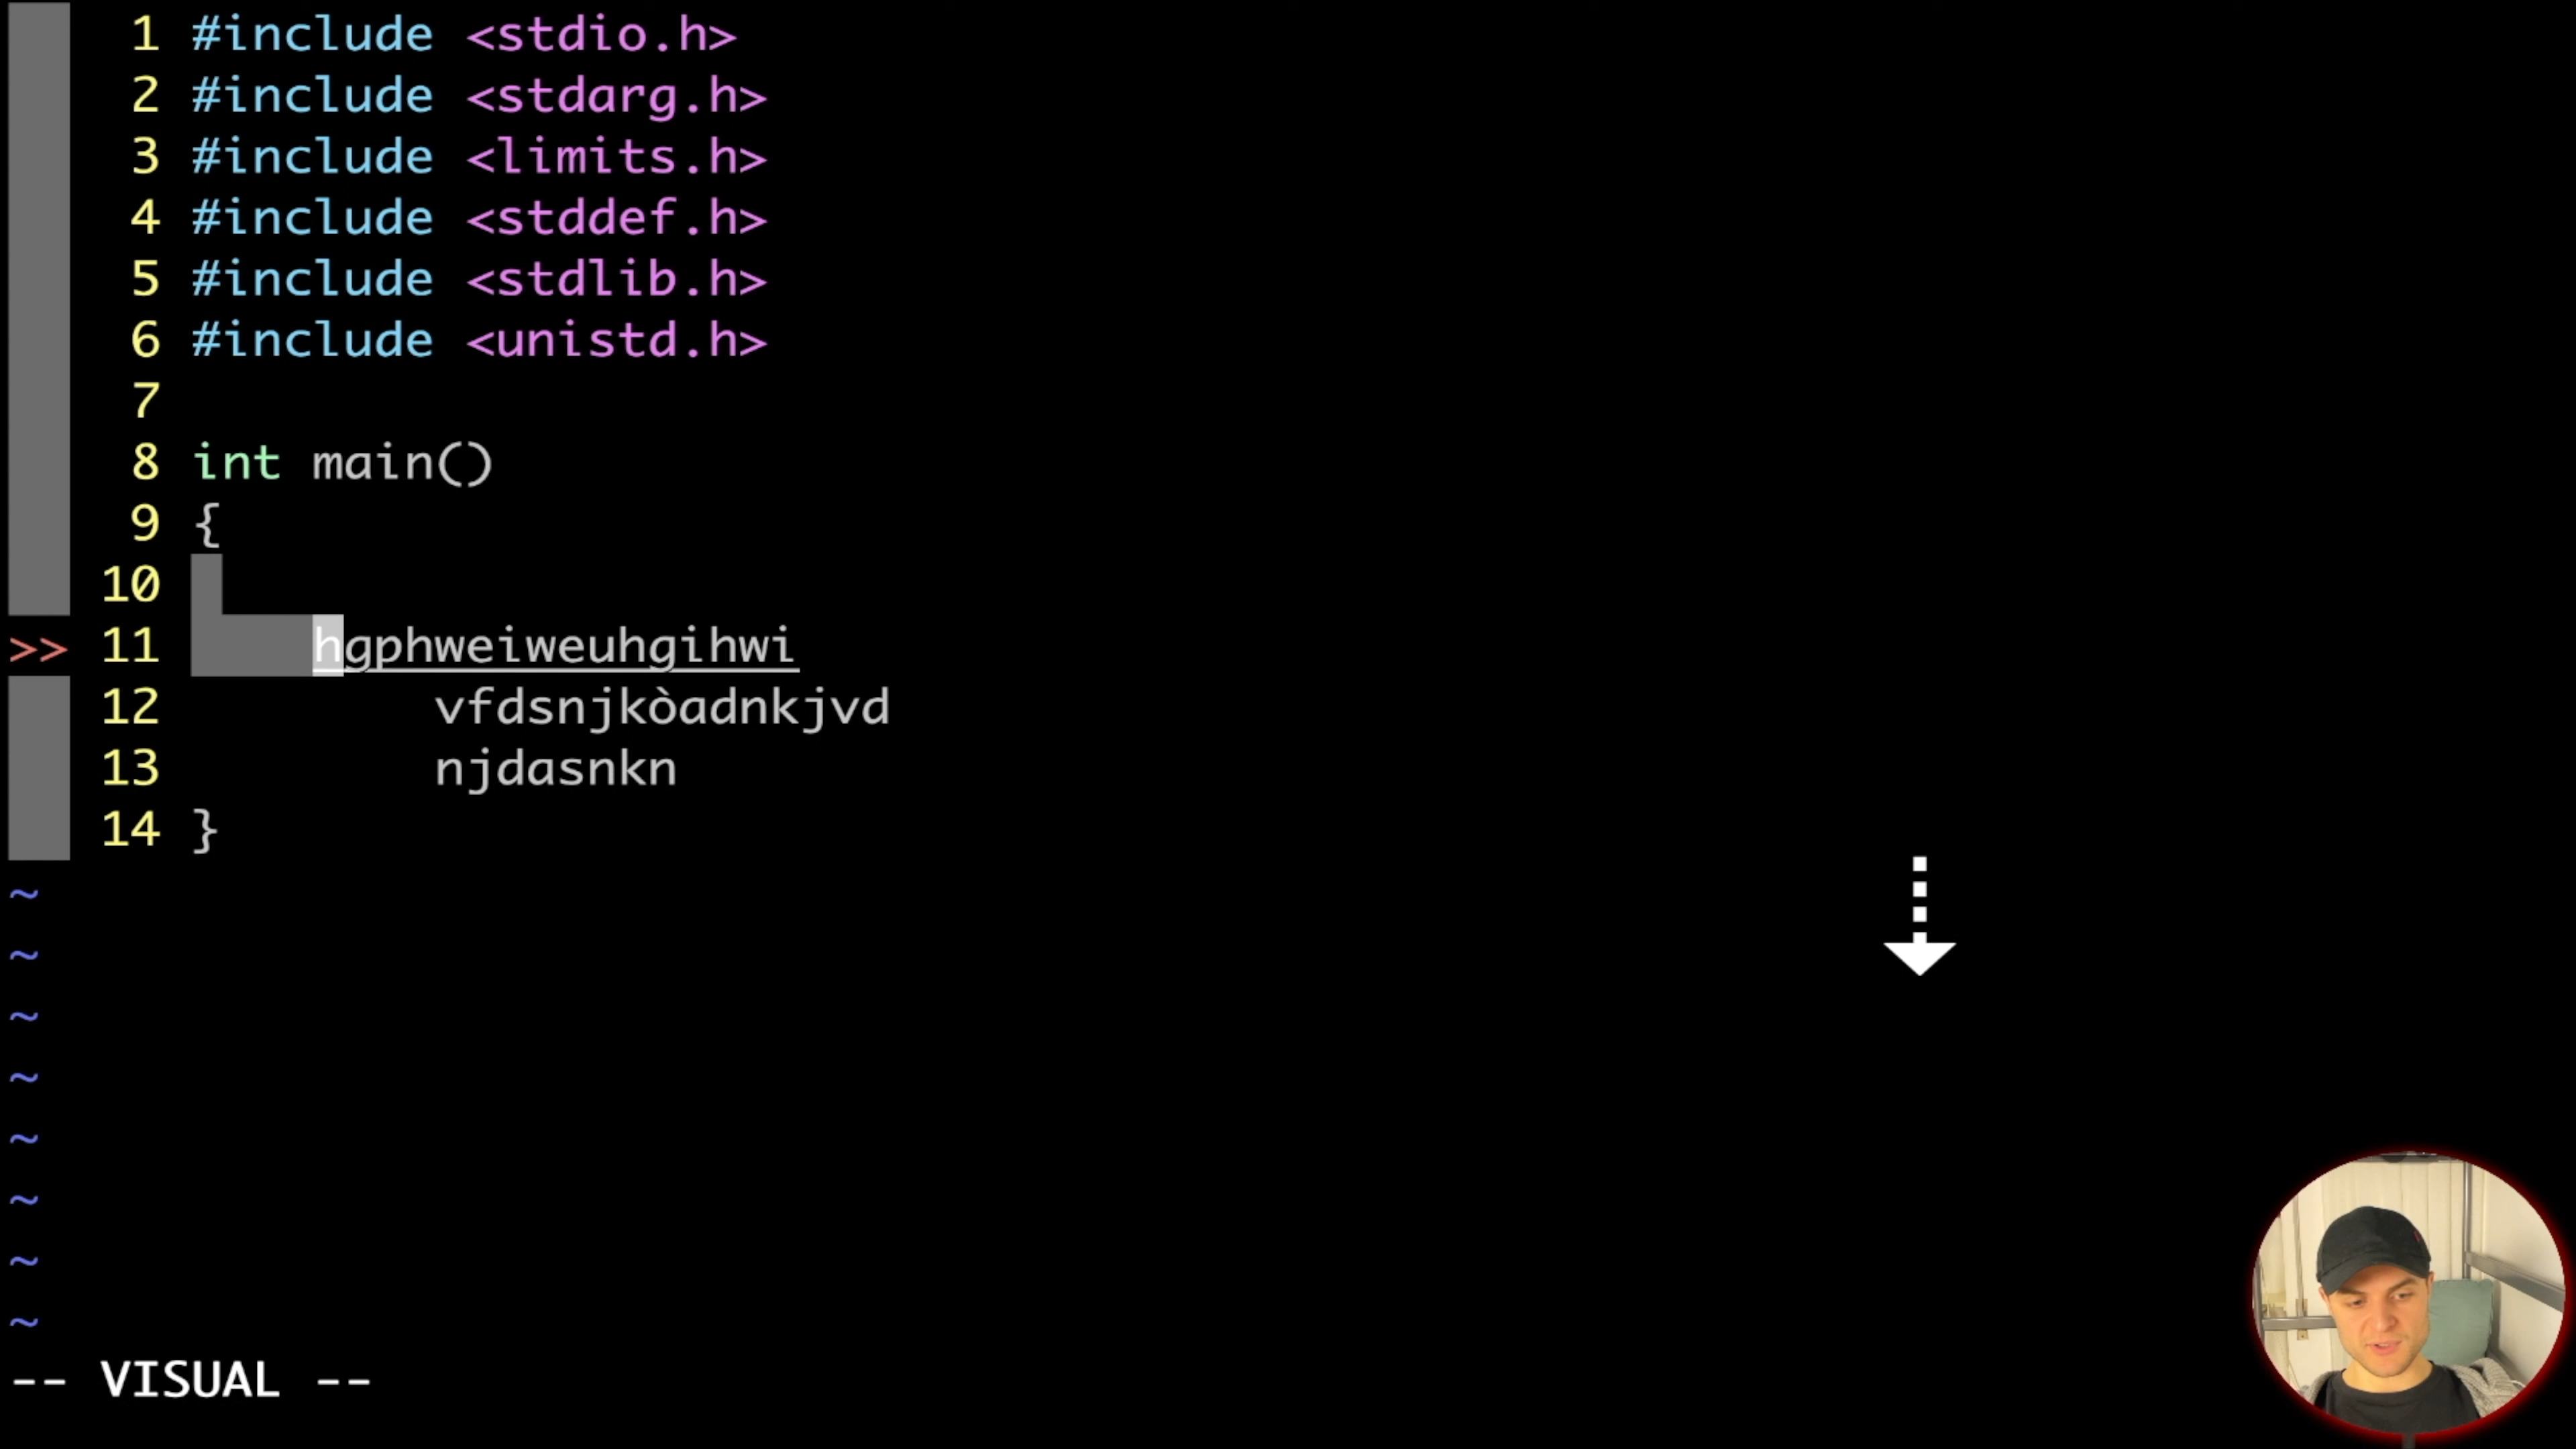 1 #include <stdio.h>
2 #include <stdarg.h>
3 #include <limits.h>
4 #include <stddef.h>
5 #include <stdlib.h>
6 #include <unistd.h>
7
8 int main()
9 {
10
>> 11     hgphweiweuhgihwi
12         vfdsnjkòadnkjvd
13         njdasnkn
14 }
~
~
~
~
~
~
~
~
-- VISUAL --